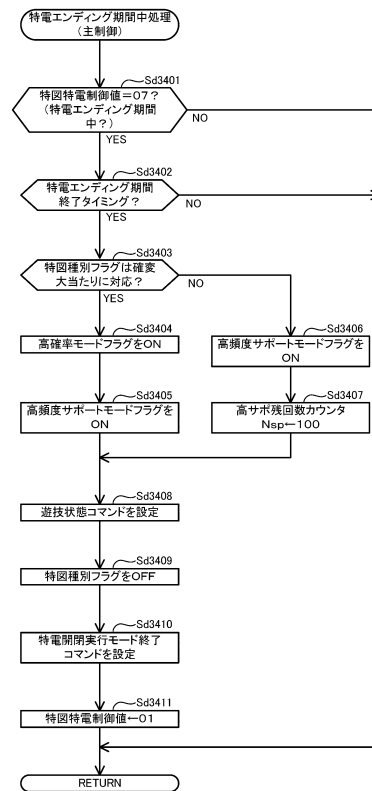 特電エンディング期間中処理
(主制御)
Sd3401
特図特電制御値=07?
(特電エンディング期間
中?)
NO
YES
Sd3402
特電エンディング期間
終了タイミング?
NO
YES
Sd3403
特図種別フラグは確変
大当たりに対応?
NO
YES
Sd3404
高確率モードフラグをON
Sd3406
高頻度サポートモードフラグを
ON
Sd3405
高頻度サポートモードフラグを
ON
Sd3407
高サポ残回数カウンタ
Nsp←100
Sd3408
遊技状態コマンドを設定
Sd3409
特図種別フラグをOFF
Sd3410
特電開閉実行モード終了
コマンドを設定
Sd3411
特図特電制御値←01
RETURN